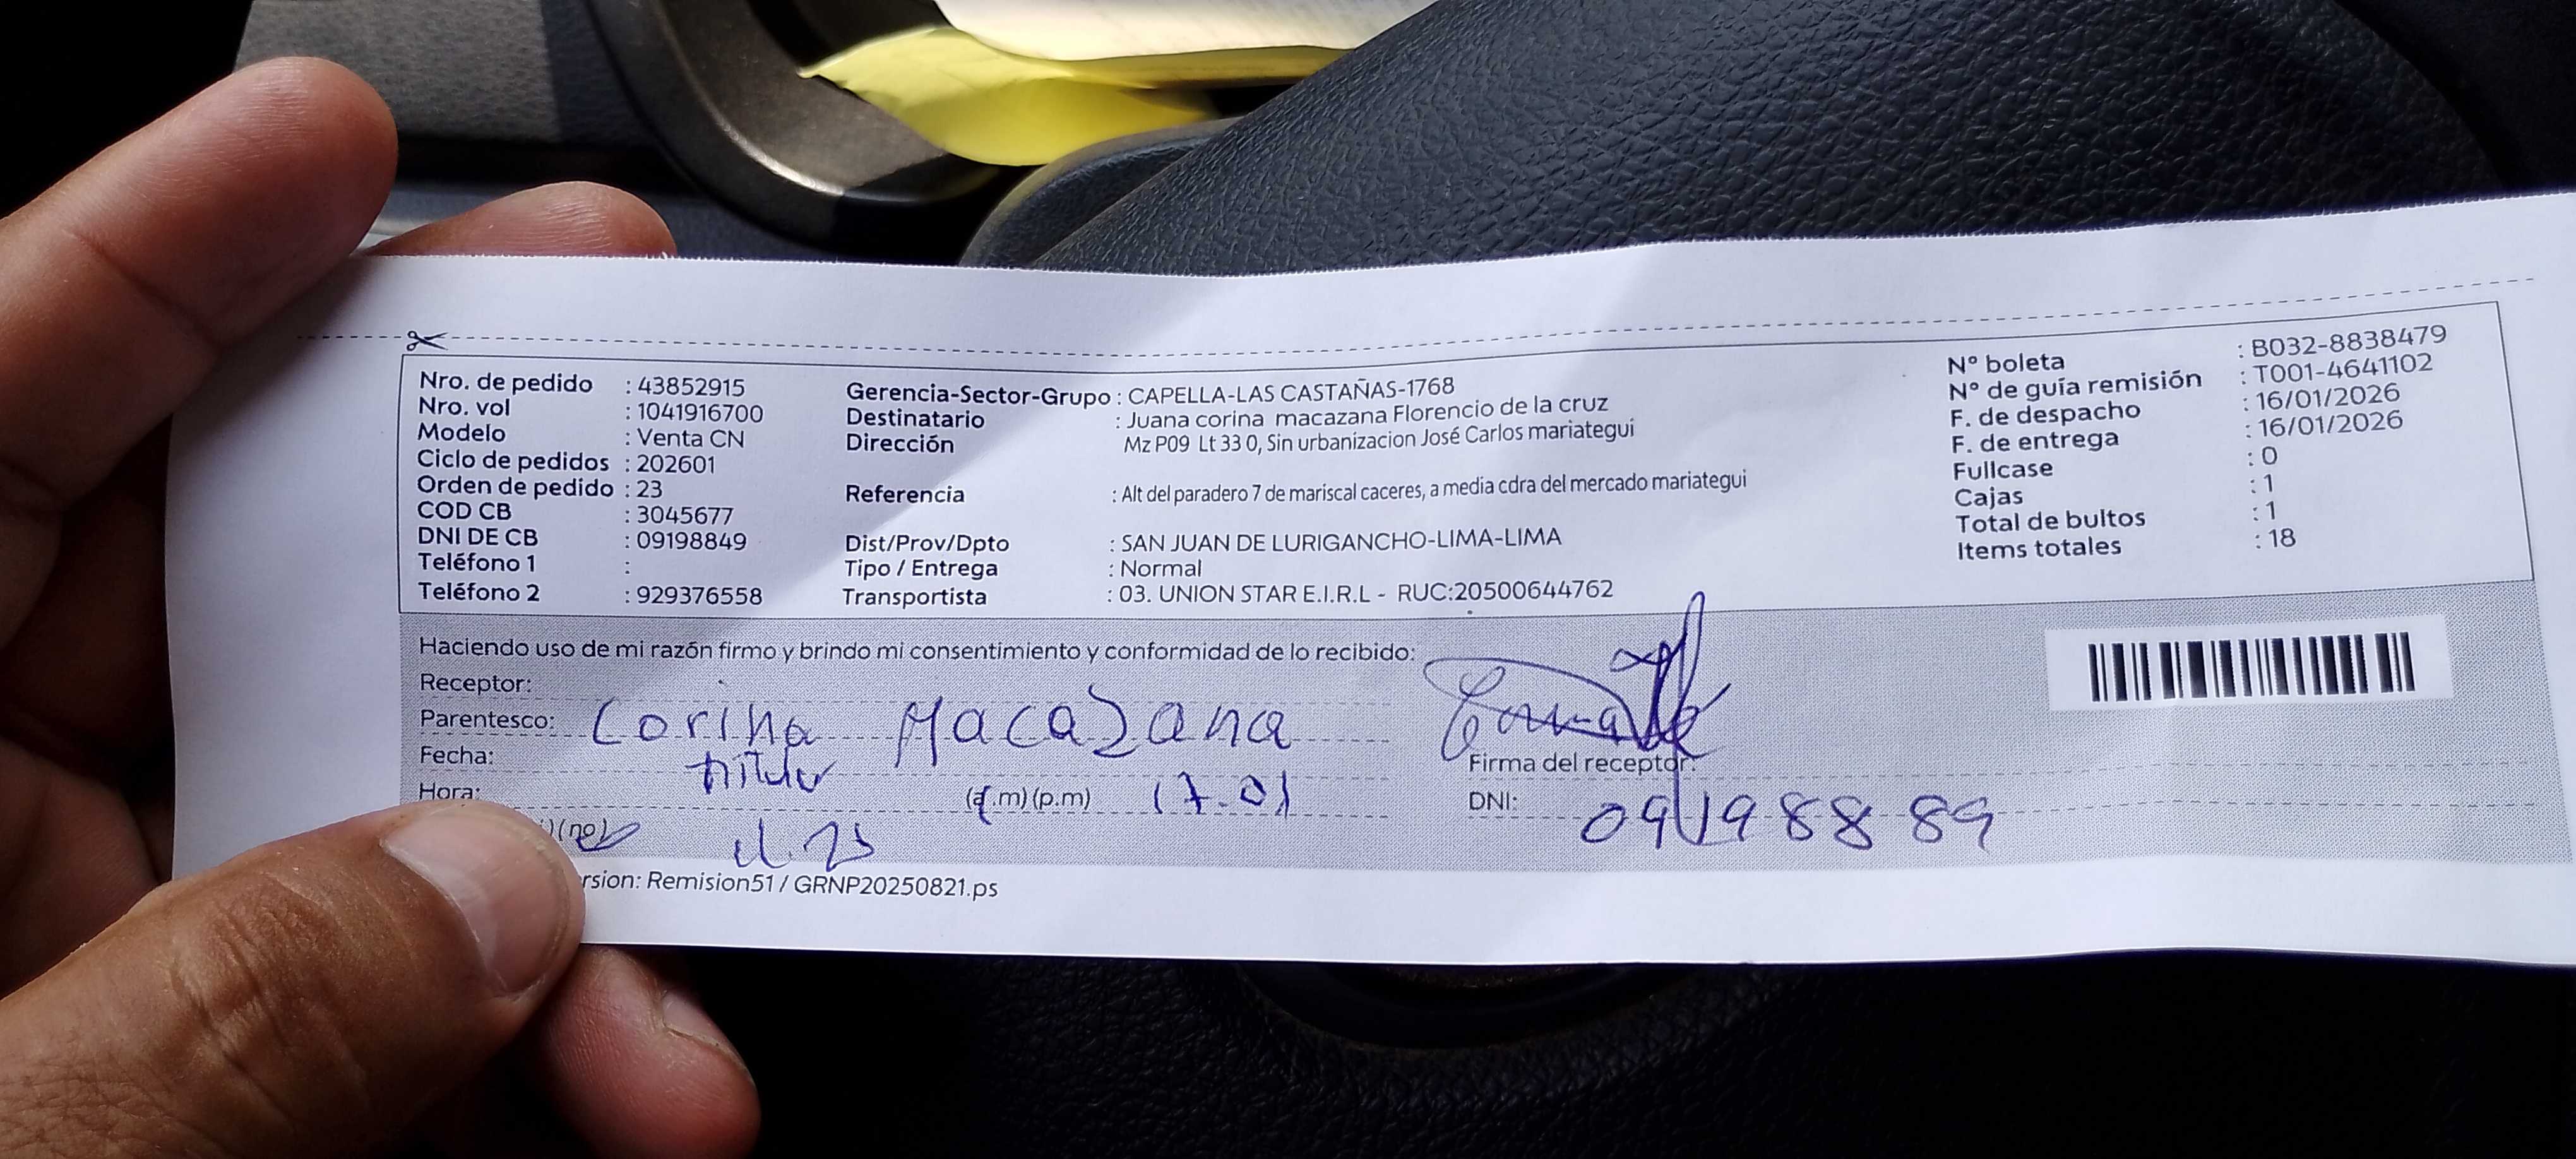 Nro. de pedido : 43852915
Nro. vol : 1041916700
Modelo : Venta CN
Ciclo de pedidos : 202601
Orden de pedido : 23
COD CB : 3045677
DNI DE CB : 09198849
Teléfono 1 :
Teléfono 2 : 929376558
Gerencia-Sector-Grupo : CAPELLA-LAS CASTAÑAS-1768
Destinatario : Juana corina macazana Florencio de la cruz
Dirección Mz P09 Lt 33 0, Sin urbanizacion José Carlos mariategui
Referencia : Alt del paradero 7 de mariscal caceres, a media cdra del mercado mariategui
Dist/Prov/Dpto : SAN JUAN DE LURIGANCHO-LIMA-LIMA
Tipo / Entrega : Normal
Transportista : 03. UNION STAR E.I.R.L - RUC:20500644762
N° boleta : B032-8838479
N° de guía remisión : T001-4641102
F. de despacho : 16/01/2026
F. de entrega : 16/01/2026
Fullcase : 0
Cajas : 1
Total de bultos : 1
Items totales : 18
Haciendo uso de mi razón firmo y brindo mi consentimiento y conformidad de lo recibido:
Receptor:
Parentesco: Corina Macazana
Fecha:
Firma del receptor:
Hora: (a.m) (p.m)
DNI: 09198889
)(no)
rsion: Remision51 / GRNP20250821.ps